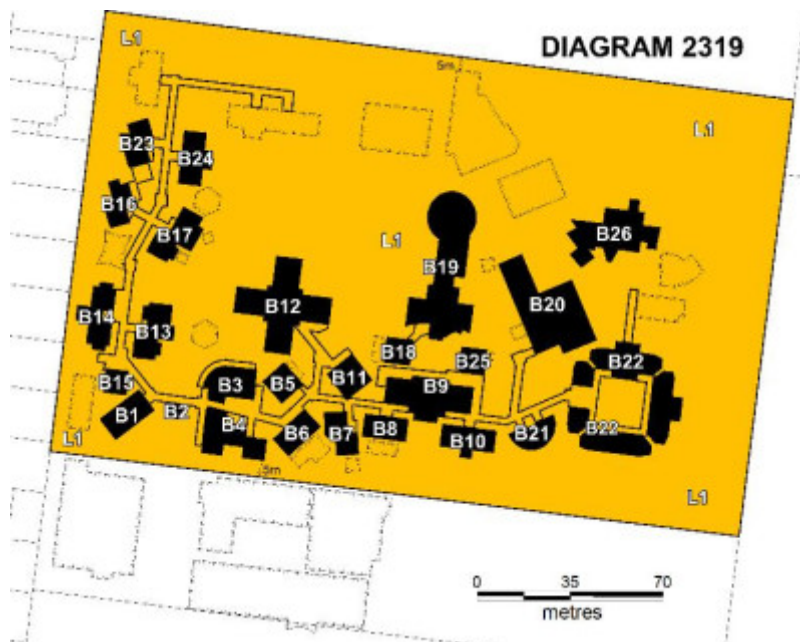 L1
DIAGRAM 2319
5m
L1
B23
B24
B16
B17
L1
B26
B19
B12
B20
B14
B13
B18
B25
B22
B15
B3
B5
B11
B9
B1
B2
B4
B6
B7
B8
B10
B21
B22
L1
5m
L1
0 35 70
metres